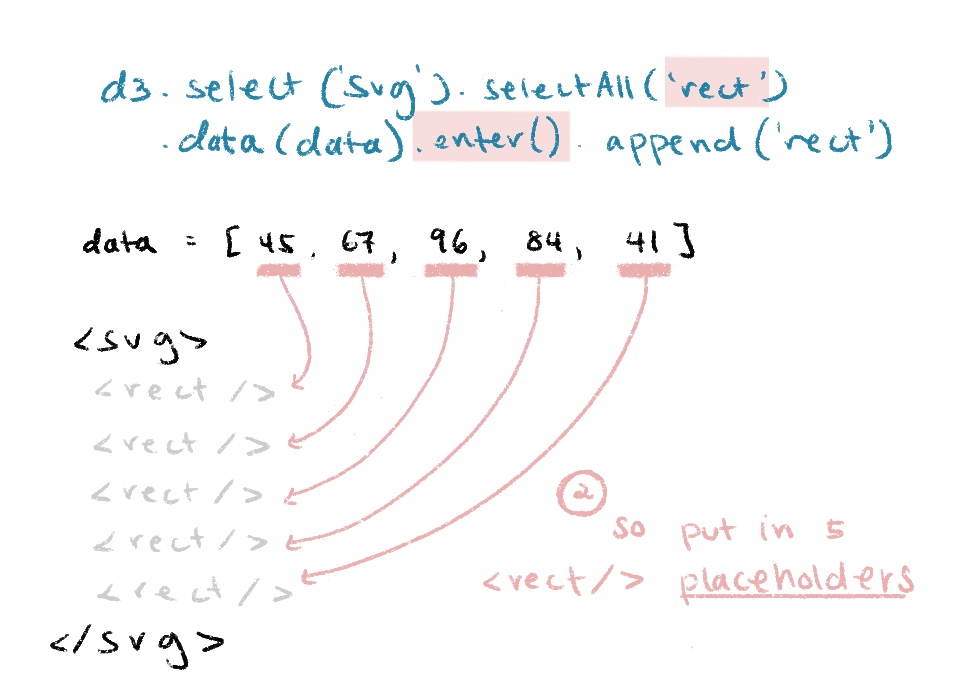 d3.select('svg').selectAll('rect')
.data(data).enter().append('rect')
data = [45, 67, 96, 84, 41]
<svg>
<rect />
<rect />
<rect />
<rect />
<rect />
</svg>
2
so put in 5
<rect/> placeholders